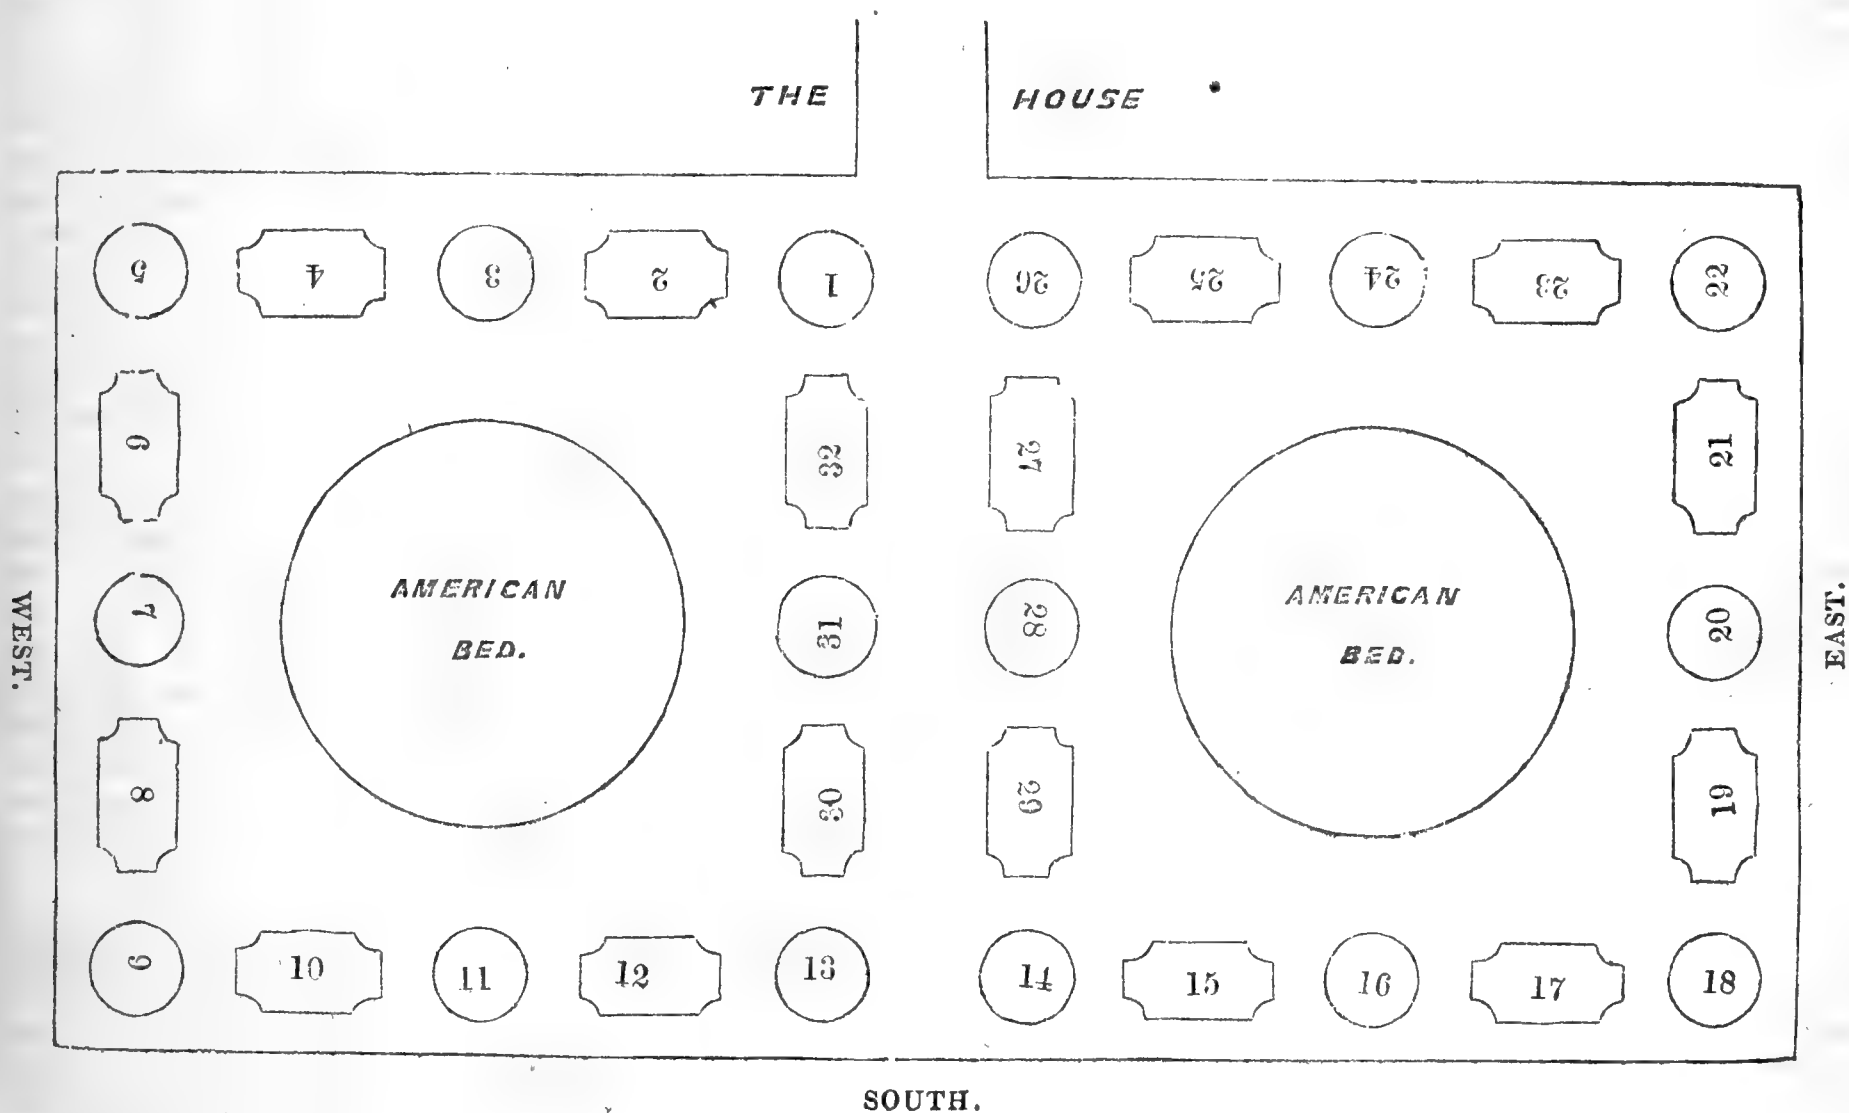 THE HOUSE
5 4 3 2 1 26 25 24 23 22
6 32 27 21
WEST. 7 AMERICAN BED. 31 28 AMERICAN BED. 20 EAST.
8 30 29 19
9 10 11 12 13 14 15 16 17 18
SOUTH.